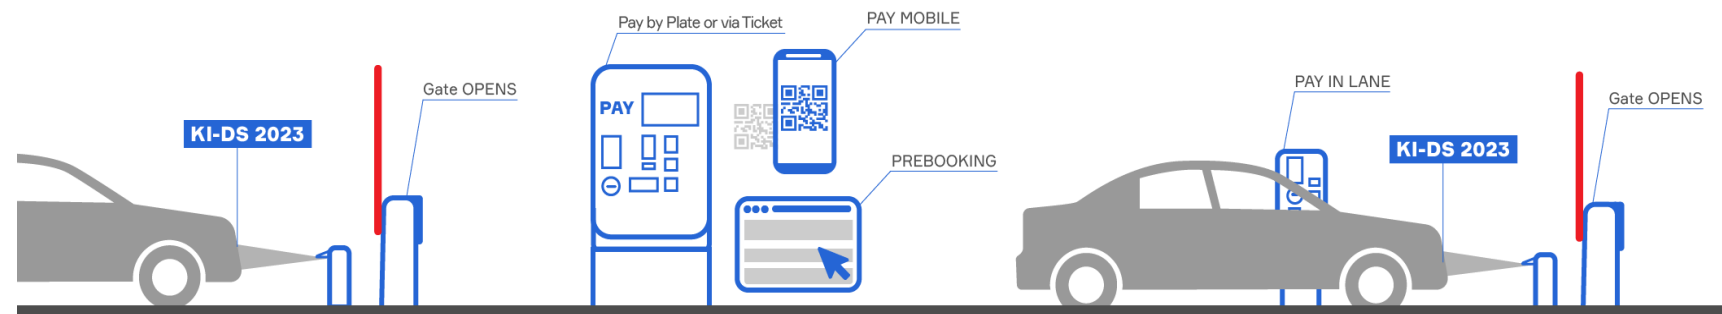 KI-DS 2023
Gate OPENS
Pay by Plate or via Ticket
PAY
PAY MOBILE
PREBOOKING
PAY IN LANE
KI-DS 2023
Gate OPENS